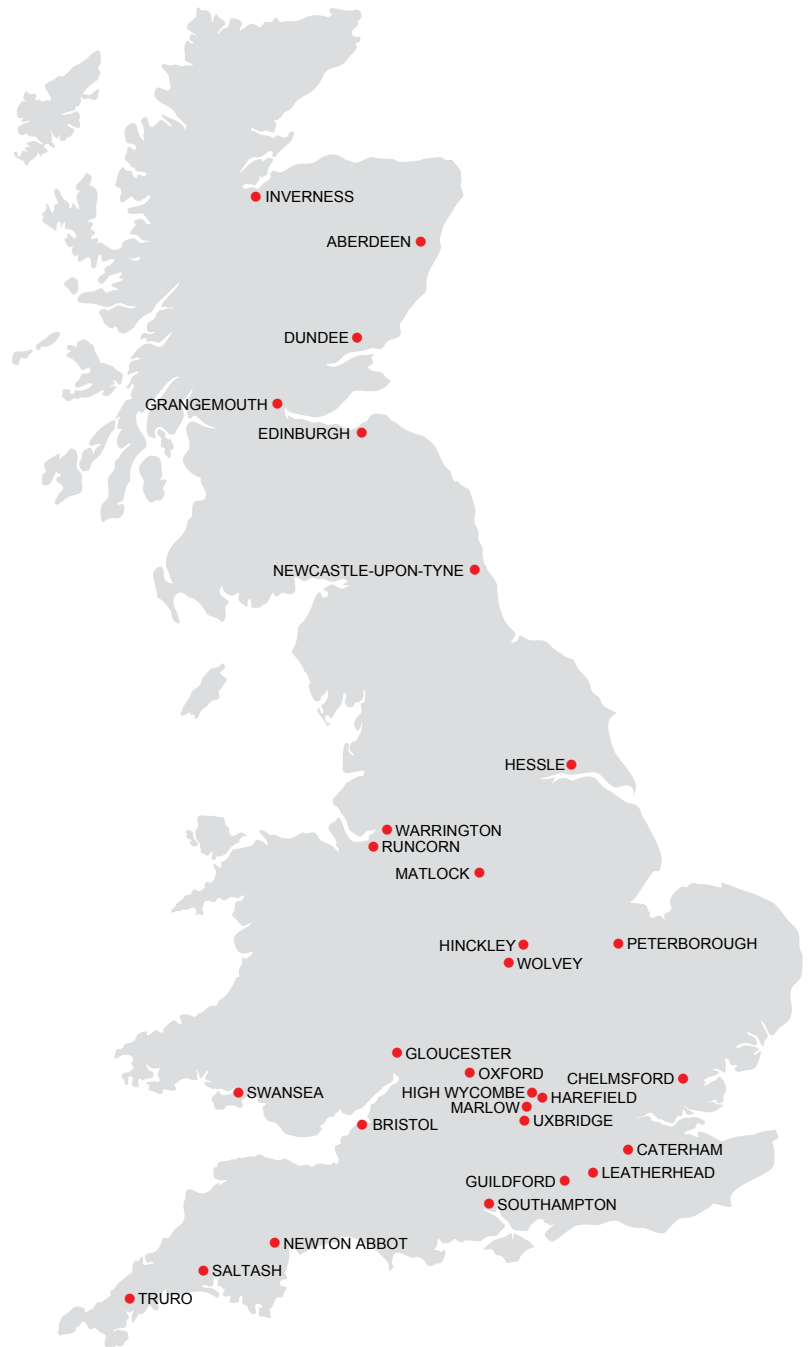 INVERNESS
ABERDEEN
DUNDEE
GRANGEMOUTH
EDINBURGH
NEWCASTLE-UPON-TYNE
HESSLE
WARRINGTON
RUNCORN
MATLOCK
HINCKLEY
PETERBOROUGH
WOLVEY
GLOUCESTER
OXFORD
CHELMSFORD
SWANSEA
HIGH WYCOMBE
HAREFIELD
MARLOW
UXBRIDGE
BRISTOL
CATERHAM
LEATHERHEAD
GUILDFORD
SOUTHAMPTON
NEWTON ABBOT
SALTASH
TRURO